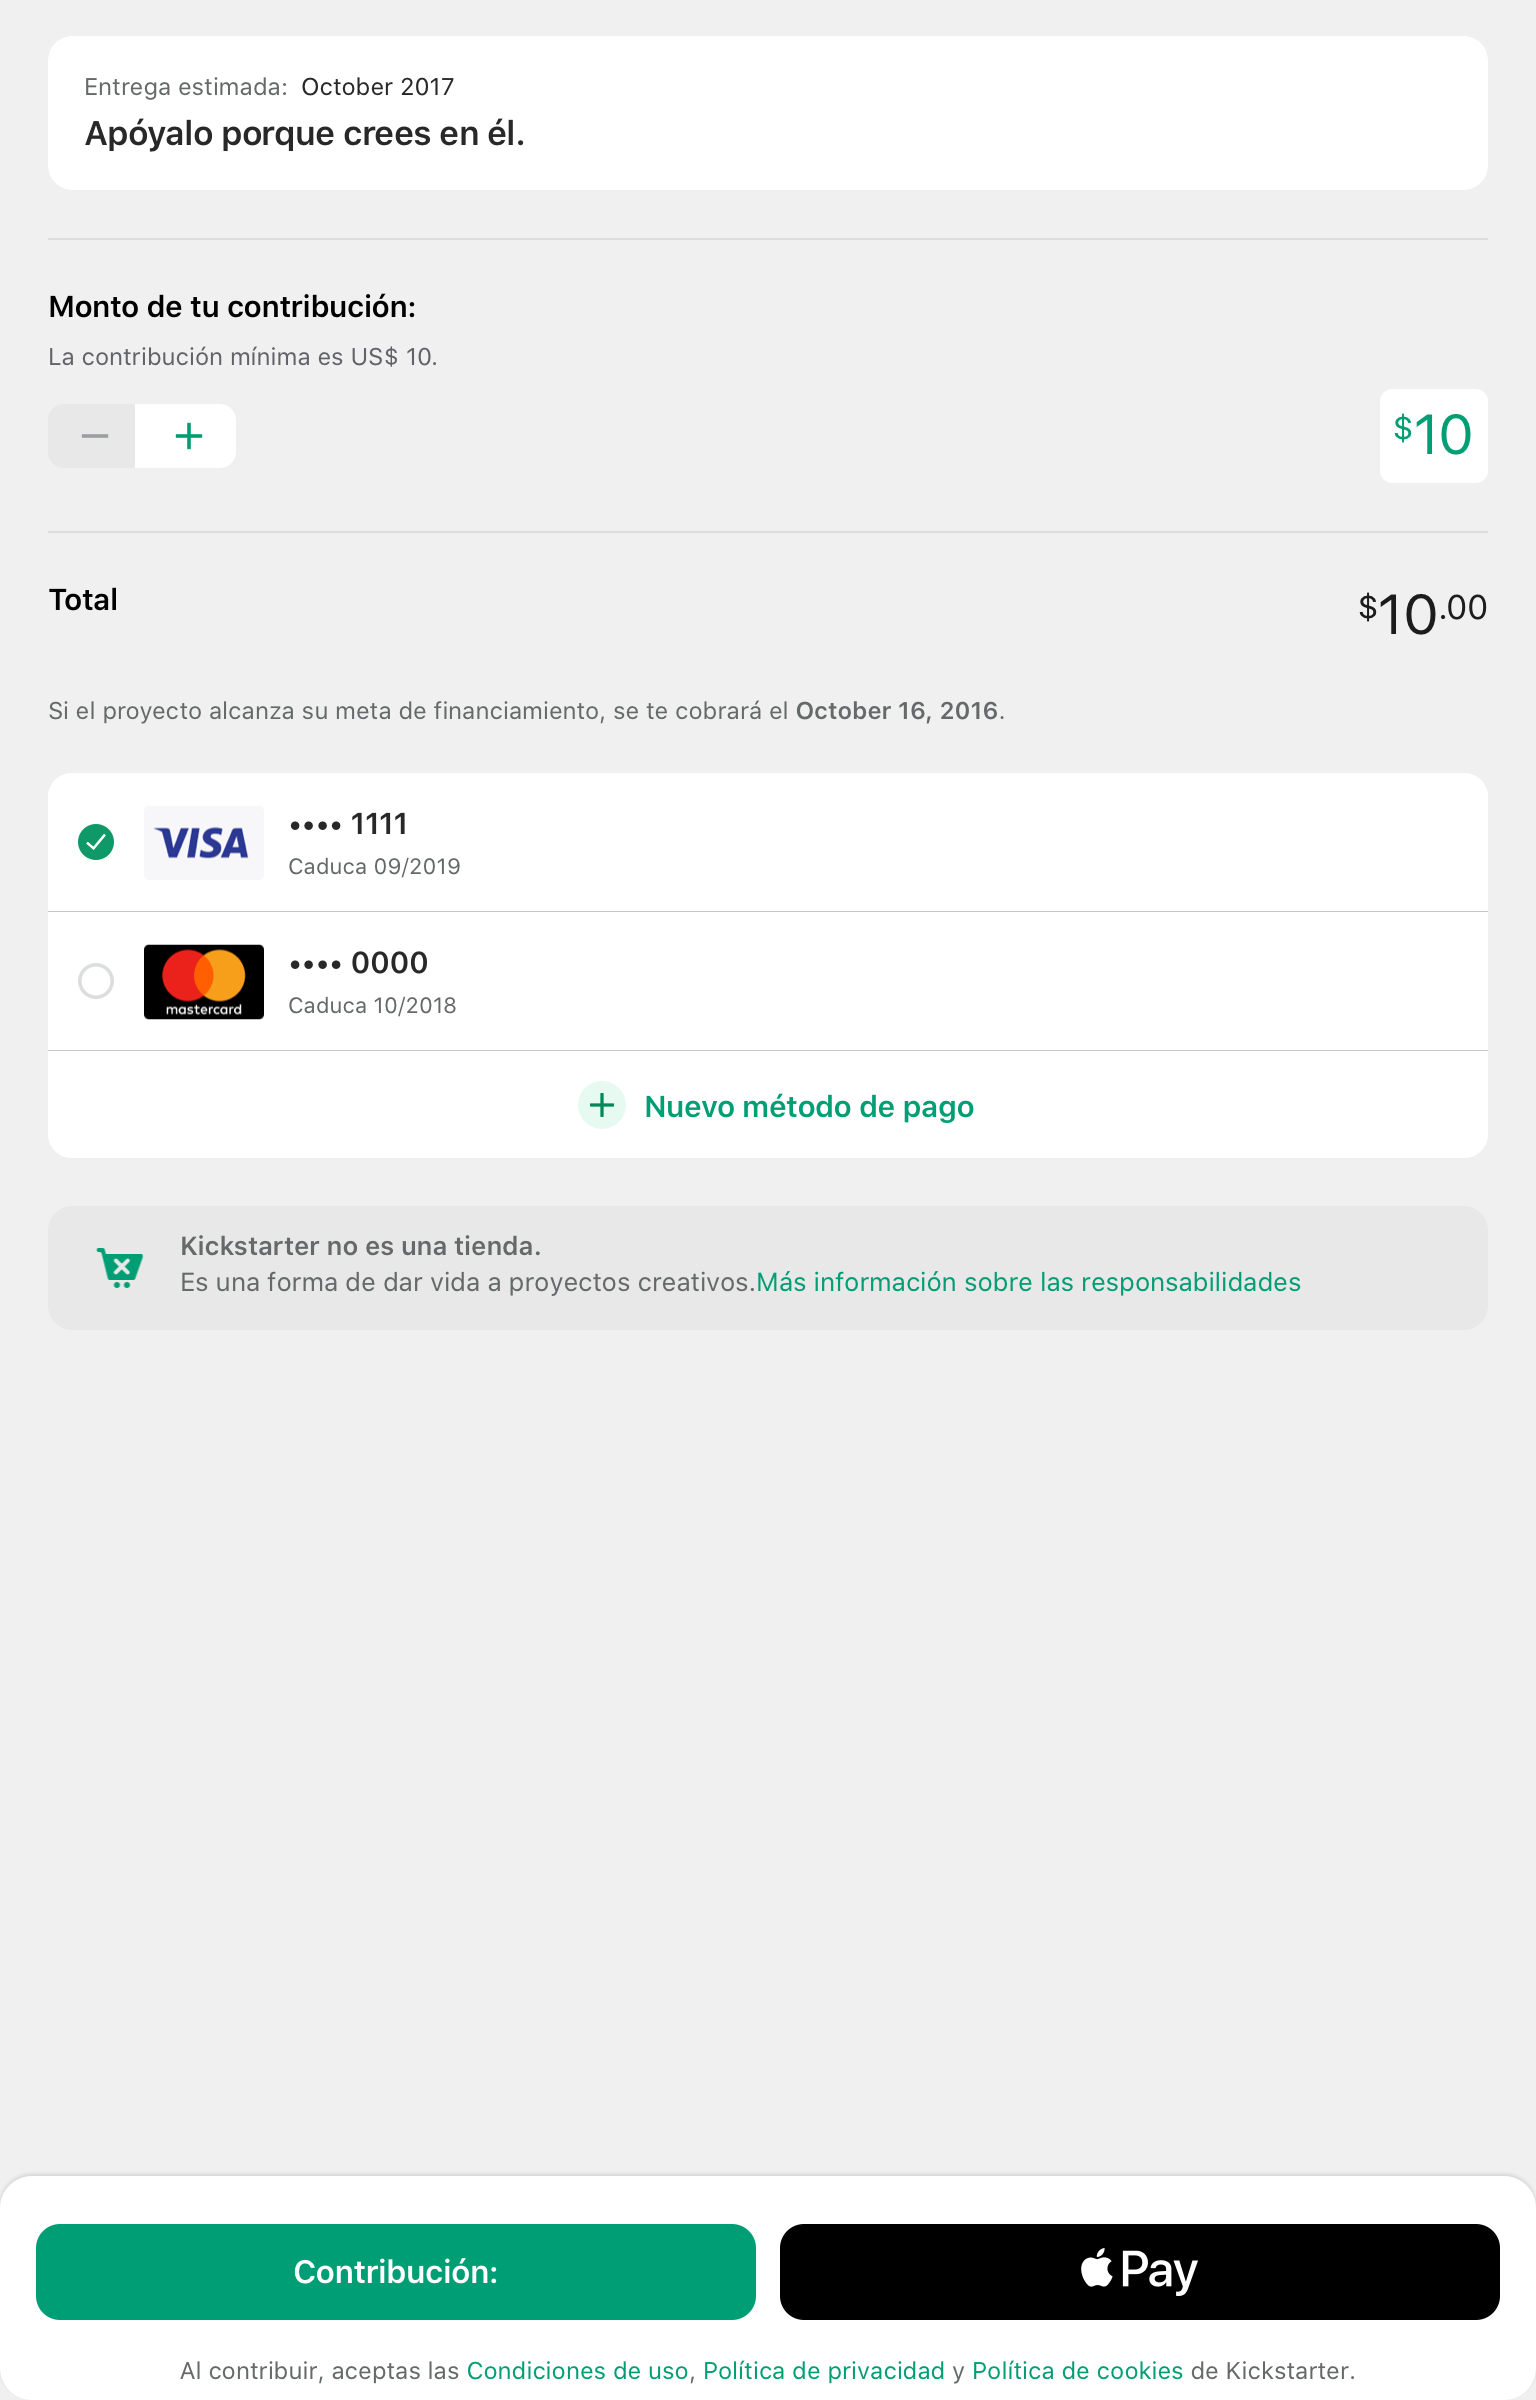 Entrega estimada: October 2017
Apóyalo porque crees en él.
Monto de tu contribución:
La contribución mínima es US$ 10.
$10
Total
$10.00
Si el proyecto alcanza su meta de financiamiento, se te cobrará el October 16, 2016.
VISA
•••• 1111
Caduca 09/2019
mastercard
•••• 0000
Caduca 10/2018
Nuevo método de pago
Kickstarter no es una tienda.
Es una forma de dar vida a proyectos creativos.Más información sobre las responsabilidades
Contribución:
Pay
Al contribuir, aceptas las Condiciones de uso, Política de privacidad y Política de cookies de Kickstarter.